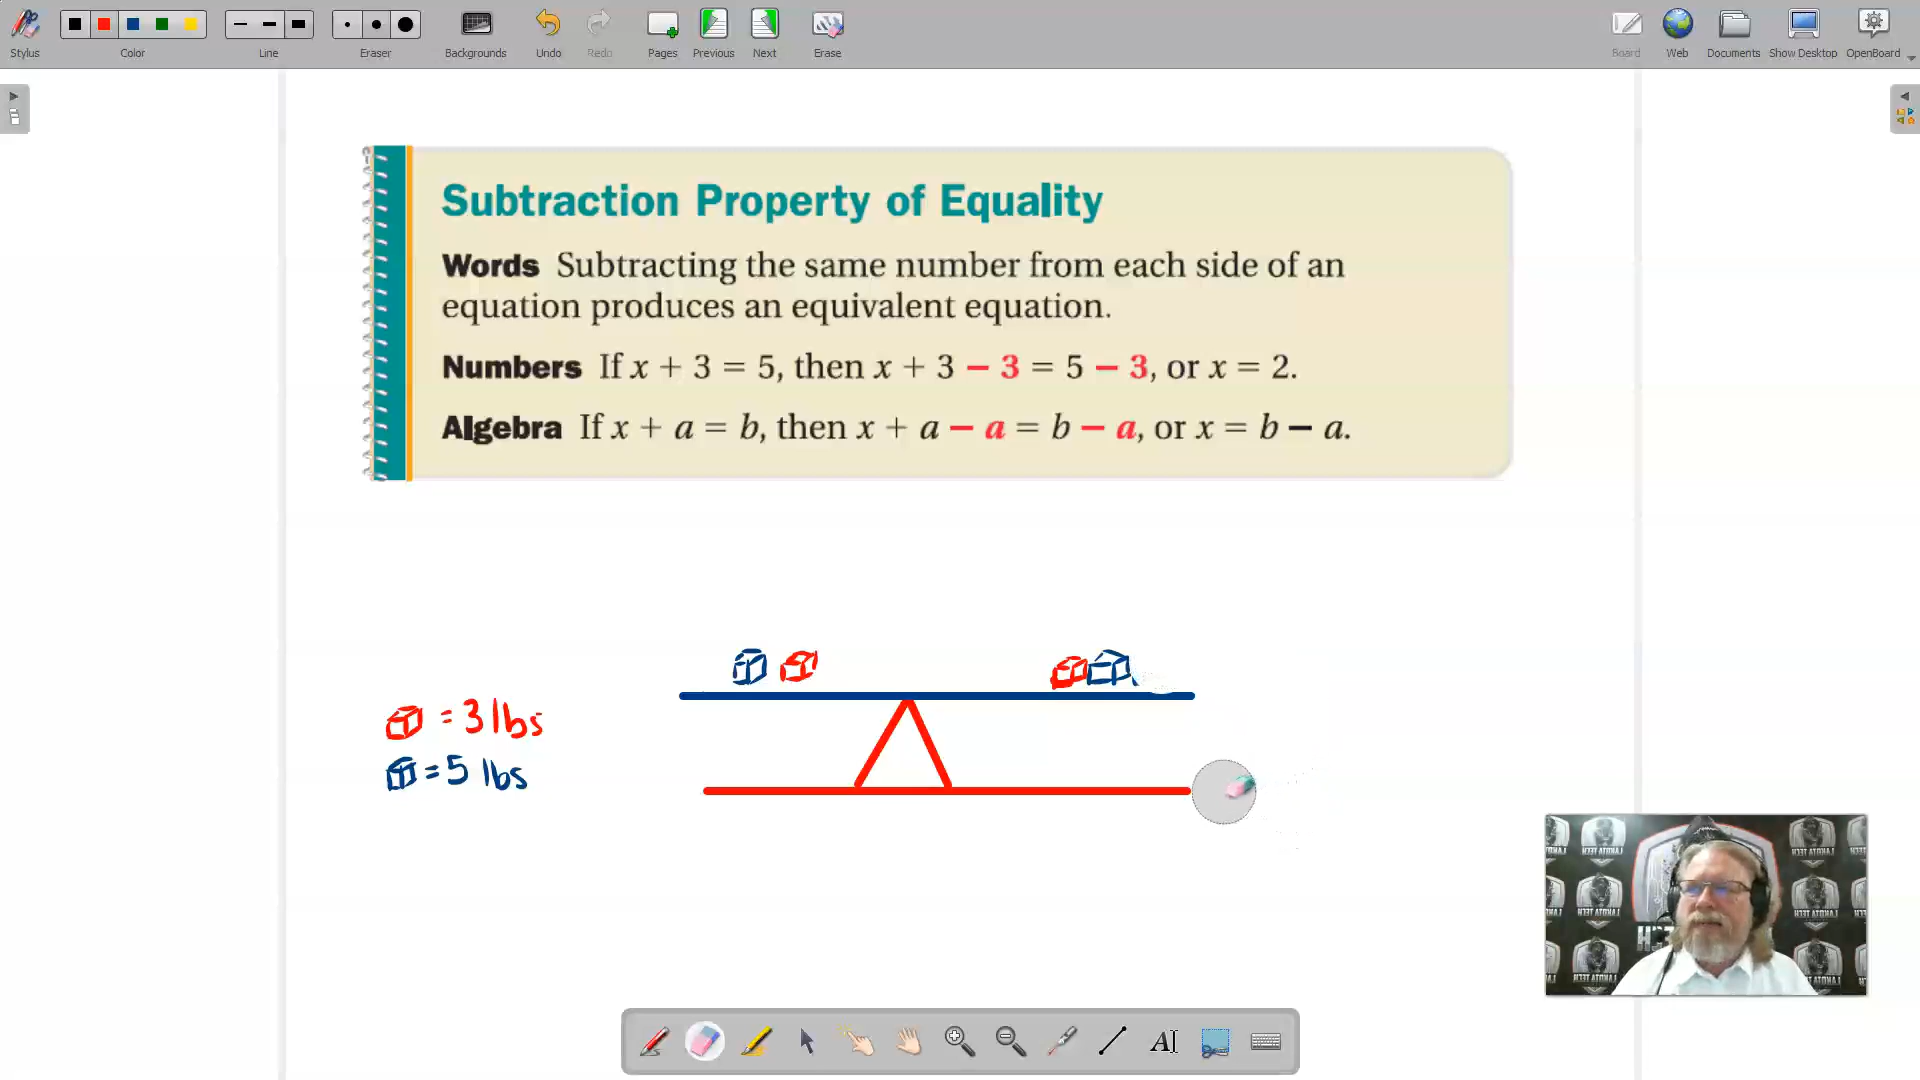 Stylus
Color
Line
Eraser
Backgrounds
Undo
Redo
Pages
Previous
Next
Erase
Board
Web
Documents
Show Desktop
OpenBoard
Subtraction Property of Equality
Words Subtracting the same number from each side of an
equation produces an equivalent equation.
Numbers If x + 3 = 5, then x + 3 − 3 = 5 − 3, or x = 2.
Algebra If x + a = b, then x + a − a = b − a, or x = b − a.
= 3 lbs
= 5 lbs
AI